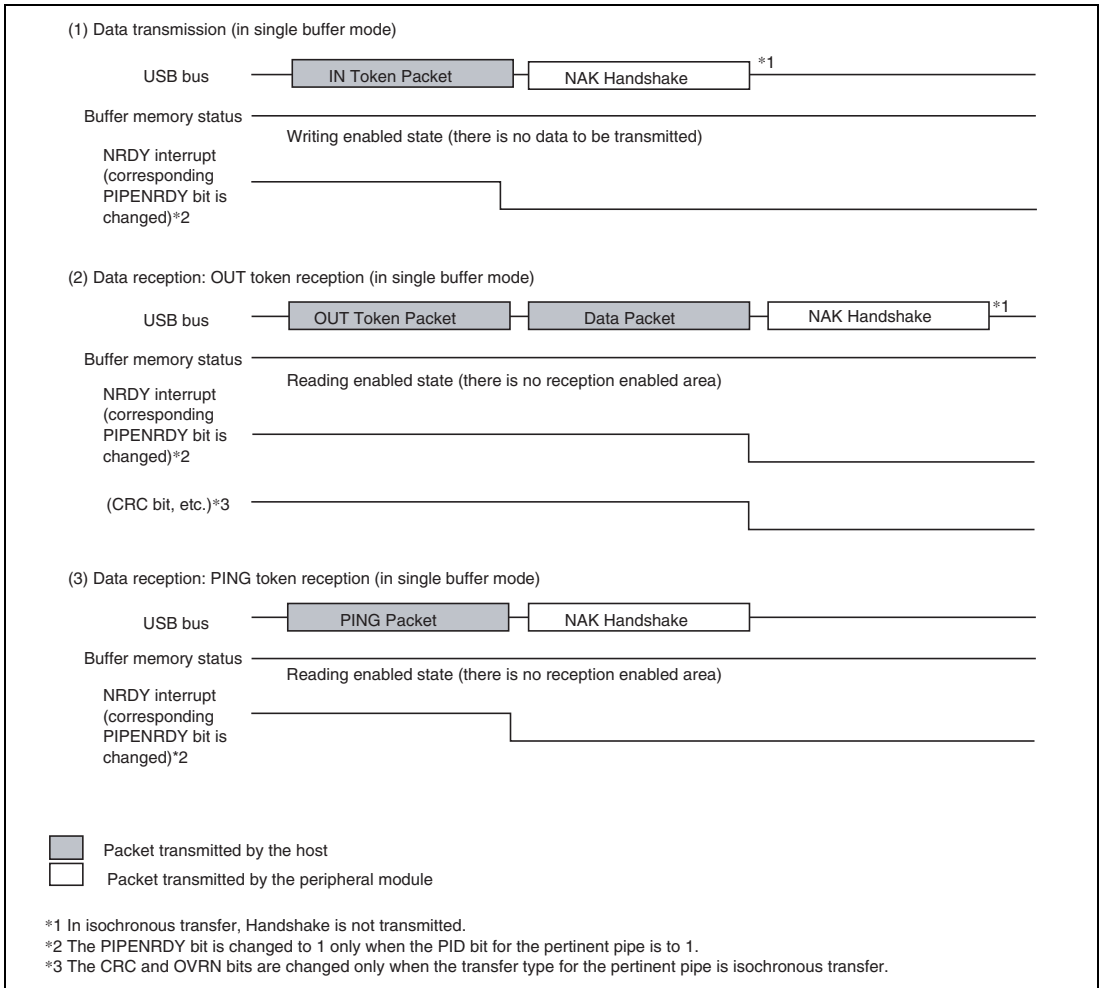 (1) Data transmission (in single buffer mode)
USB bus
IN Token Packet
NAK Handshake
*1
Buffer memory status
Writing enabled state (there is no data to be transmitted)
NRDY interrupt
(corresponding
PIPENRDY bit is
changed)*2
(2) Data reception: OUT token reception (in single buffer mode)
USB bus
OUT Token Packet
Data Packet
NAK Handshake
*1
Buffer memory status
Reading enabled state (there is no reception enabled area)
NRDY interrupt
(corresponding
PIPENRDY bit is
changed)*2
(CRC bit, etc.)*3
(3) Data reception: PING token reception (in single buffer mode)
USB bus
PING Packet
NAK Handshake
Buffer memory status
Reading enabled state (there is no reception enabled area)
NRDY interrupt
(corresponding
PIPENRDY bit is
changed)*2
Packet transmitted by the host
Packet transmitted by the peripheral module
*1 In isochronous transfer, Handshake is not transmitted.
*2 The PIPENRDY bit is changed to 1 only when the PID bit for the pertinent pipe is to 1.
*3 The CRC and OVRN bits are changed only when the transfer type for the pertinent pipe is isochronous transfer.